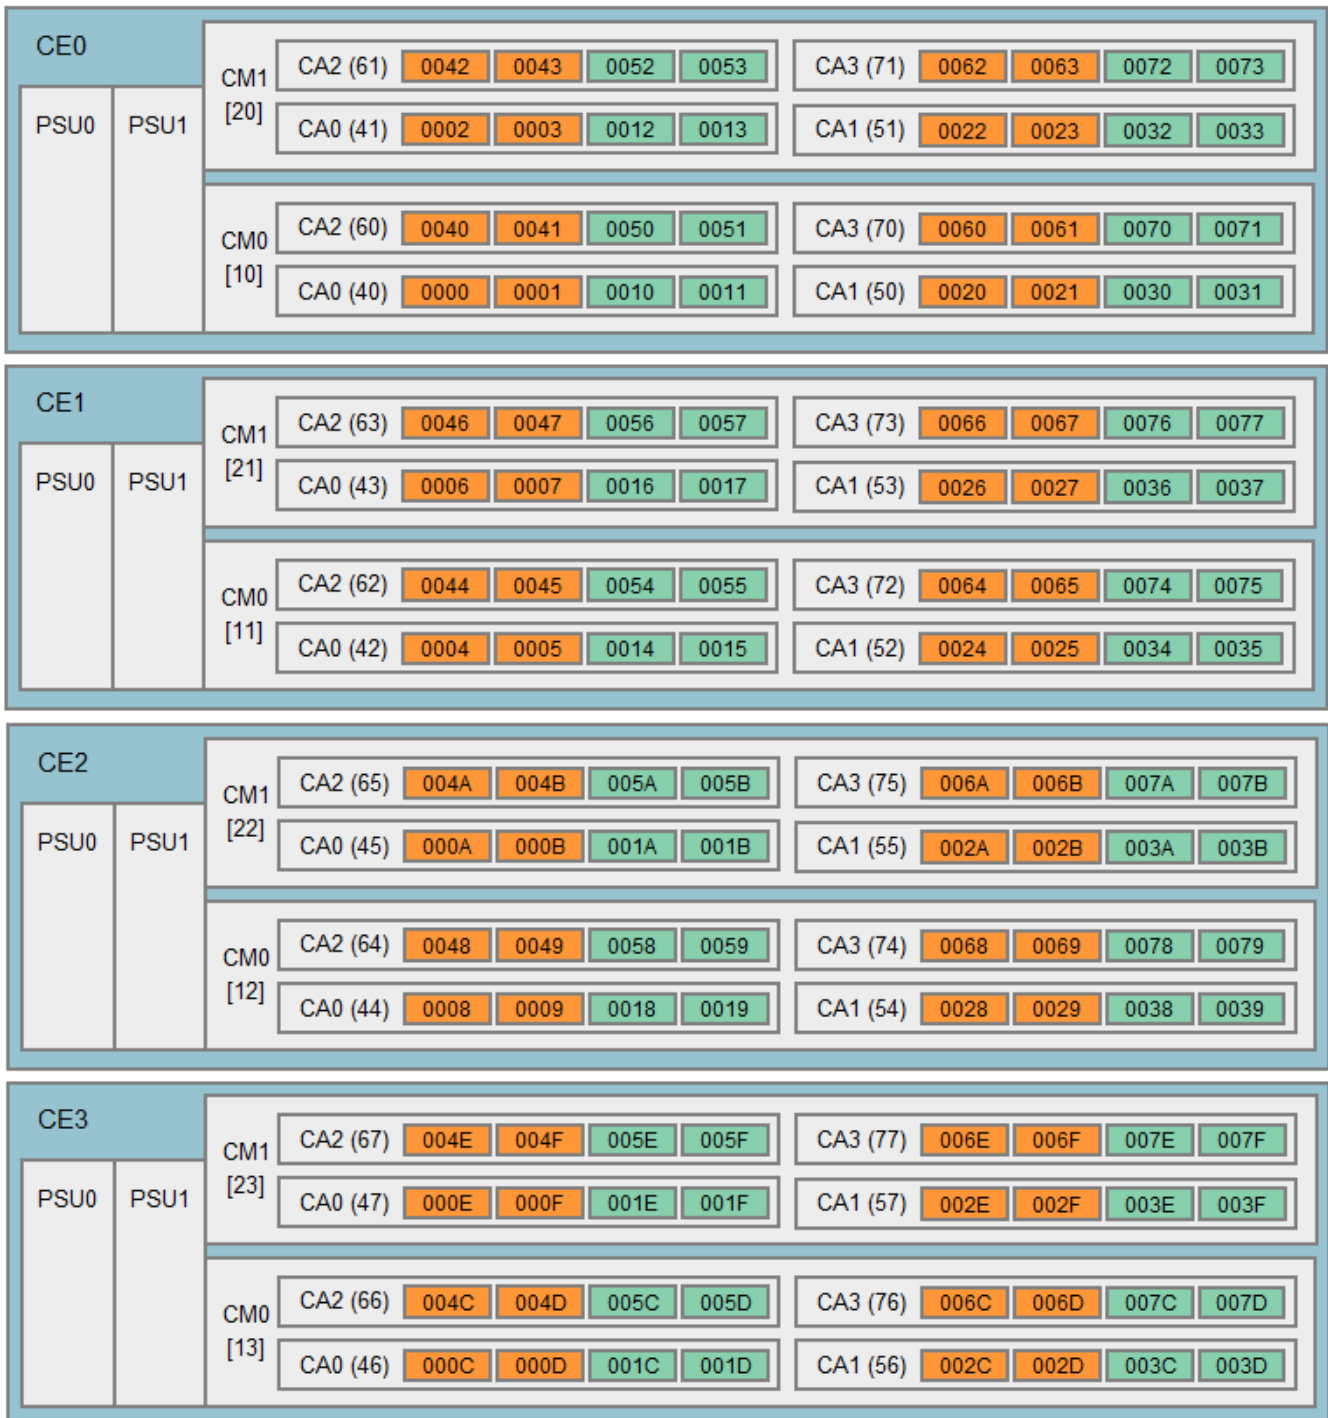 CE0
PSU0 PSU1
CM1
[20]
CA2 (61) 0042 0043 0052 0053 CA3 (71) 0062 0063 0072 0073
CA0 (41) 0002 0003 0012 0013 CA1 (51) 0022 0023 0032 0033
CM0
[10]
CA2 (60) 0040 0041 0050 0051 CA3 (70) 0060 0061 0070 0071
CA0 (40) 0000 0001 0010 0011 CA1 (50) 0020 0021 0030 0031
CE1
PSU0 PSU1
CM1
[21]
CA2 (63) 0046 0047 0056 0057 CA3 (73) 0066 0067 0076 0077
CA0 (43) 0006 0007 0016 0017 CA1 (53) 0026 0027 0036 0037
CM0
[11]
CA2 (62) 0044 0045 0054 0055 CA3 (72) 0064 0065 0074 0075
CA0 (42) 0004 0005 0014 0015 CA1 (52) 0024 0025 0034 0035
CE2
PSU0 PSU1
CM1
[22]
CA2 (65) 004A 004B 005A 005B CA3 (75) 006A 006B 007A 007B
CA0 (45) 000A 000B 001A 001B CA1 (55) 002A 002B 003A 003B
CM0
[12]
CA2 (64) 0048 0049 0058 0059 CA3 (74) 0068 0069 0078 0079
CA0 (44) 0008 0009 0018 0019 CA1 (54) 0028 0029 0038 0039
CE3
PSU0 PSU1
CM1
[23]
CA2 (67) 004E 004F 005E 005F CA3 (77) 006E 006F 007E 007F
CA0 (47) 000E 000F 001E 001F CA1 (57) 002E 002F 003E 003F
CM0
[13]
CA2 (66) 004C 004D 005C 005D CA3 (76) 006C 006D 007C 007D
CA0 (46) 000C 000D 001C 001D CA1 (56) 002C 002D 003C 003D